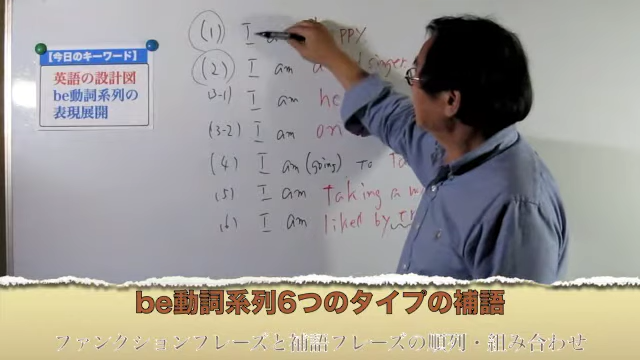 【今日のキーワード】
英語の設計図
be動詞系列の
表現展開
(1) I am PPY
(2) I am a singer
(3-1) I am he
(3-2) I am on
(4) I am (going) to
(5) I am taking a
(6) I am liked by
be動詞系列6つのタイプの補語
ファンクションフレーズと補語フレーズの順列・組み合わせ